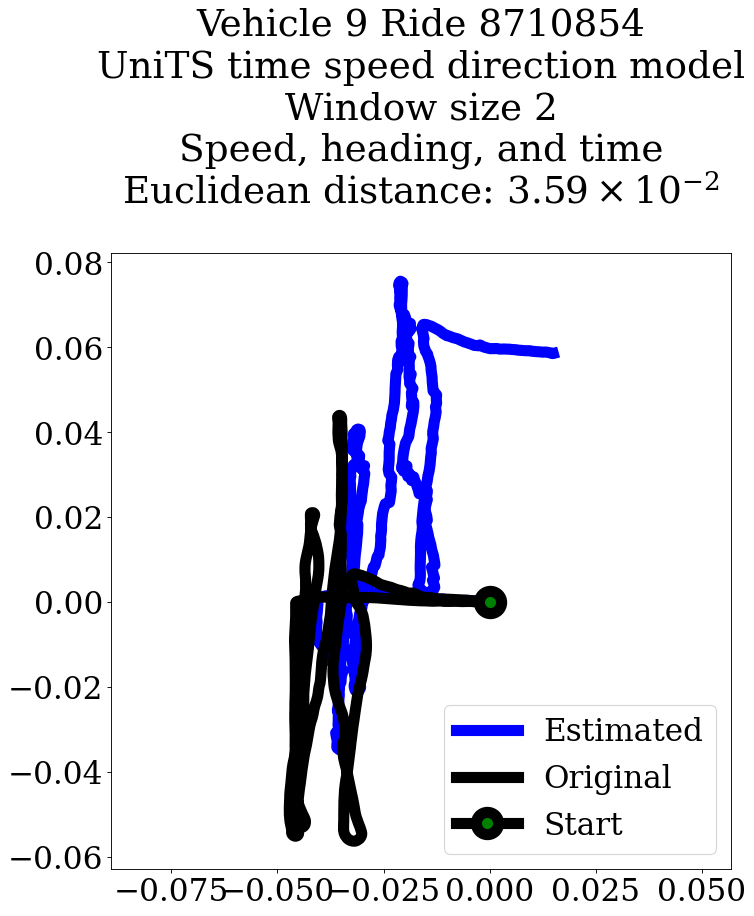 Vehicle 9 Ride 8710854
UniTS time speed direction model
Window size 2
Speed, heading, and time
Euclidean distance: 3.59 × 10⁻²
0.08
0.06
0.04
0.02
0.00
−0.02
−0.04
−0.06
Estimated
Original
Start
−0.075 −0.050 −0.025 0.000 0.025 0.050